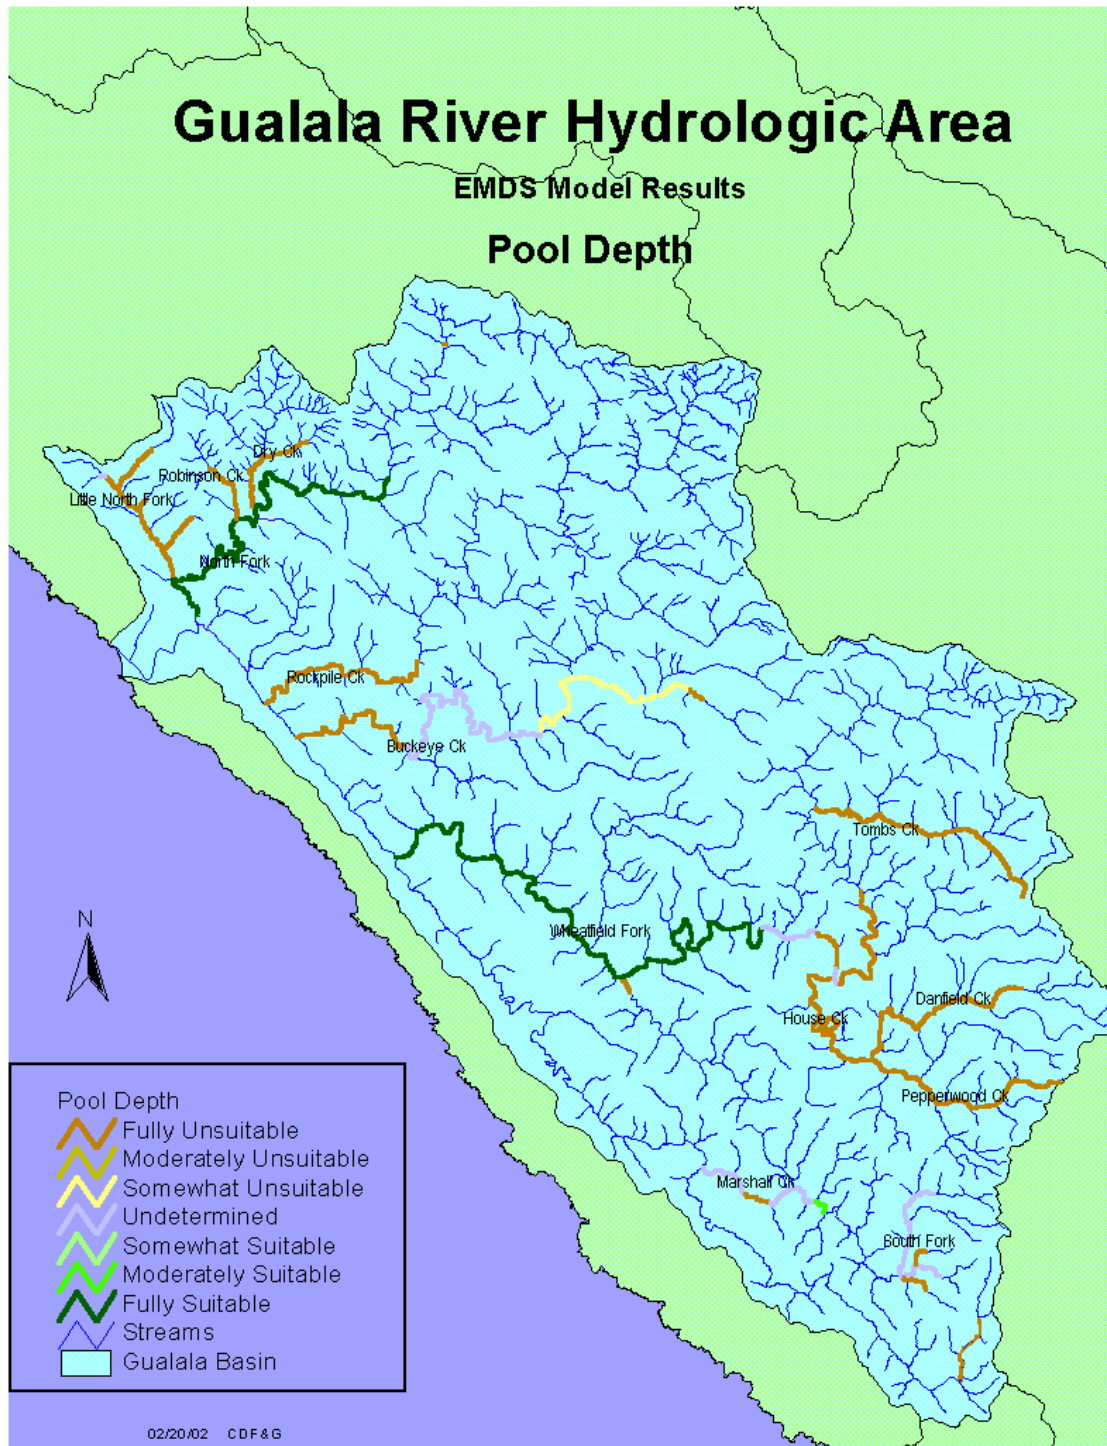 Gualala River Hydrologic Area
EMDS Model Results
Pool Depth
Dry Ck
Robinson Ck
Little North Fork
North Fork
Rockpile Ck
Buckeye Ck
Tombs Ck
Wheatfield Fork
Danfield Ck
House Ck
Pepperwood Ck
Marshall Ck
South Fork
N
Pool Depth
Fully Unsuitable
Moderately Unsuitable
Somewhat Unsuitable
Undetermined
Somewhat Suitable
Moderately Suitable
Fully Suitable
Streams
Gualala Basin
02/20/02 CDF&G